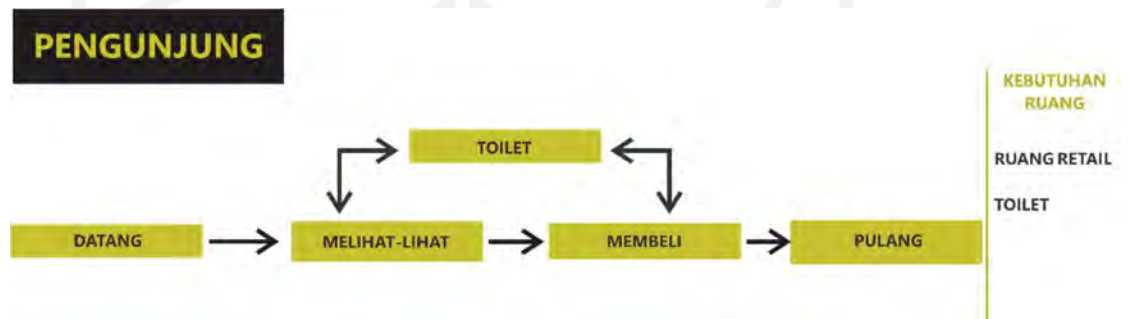 PENGUNJUNG
KEBUTUHAN
RUANG
TOILET
RUANG RETAIL
TOILET
DATANG
MELIHAT-LIHAT
MEMBELI
PULANG